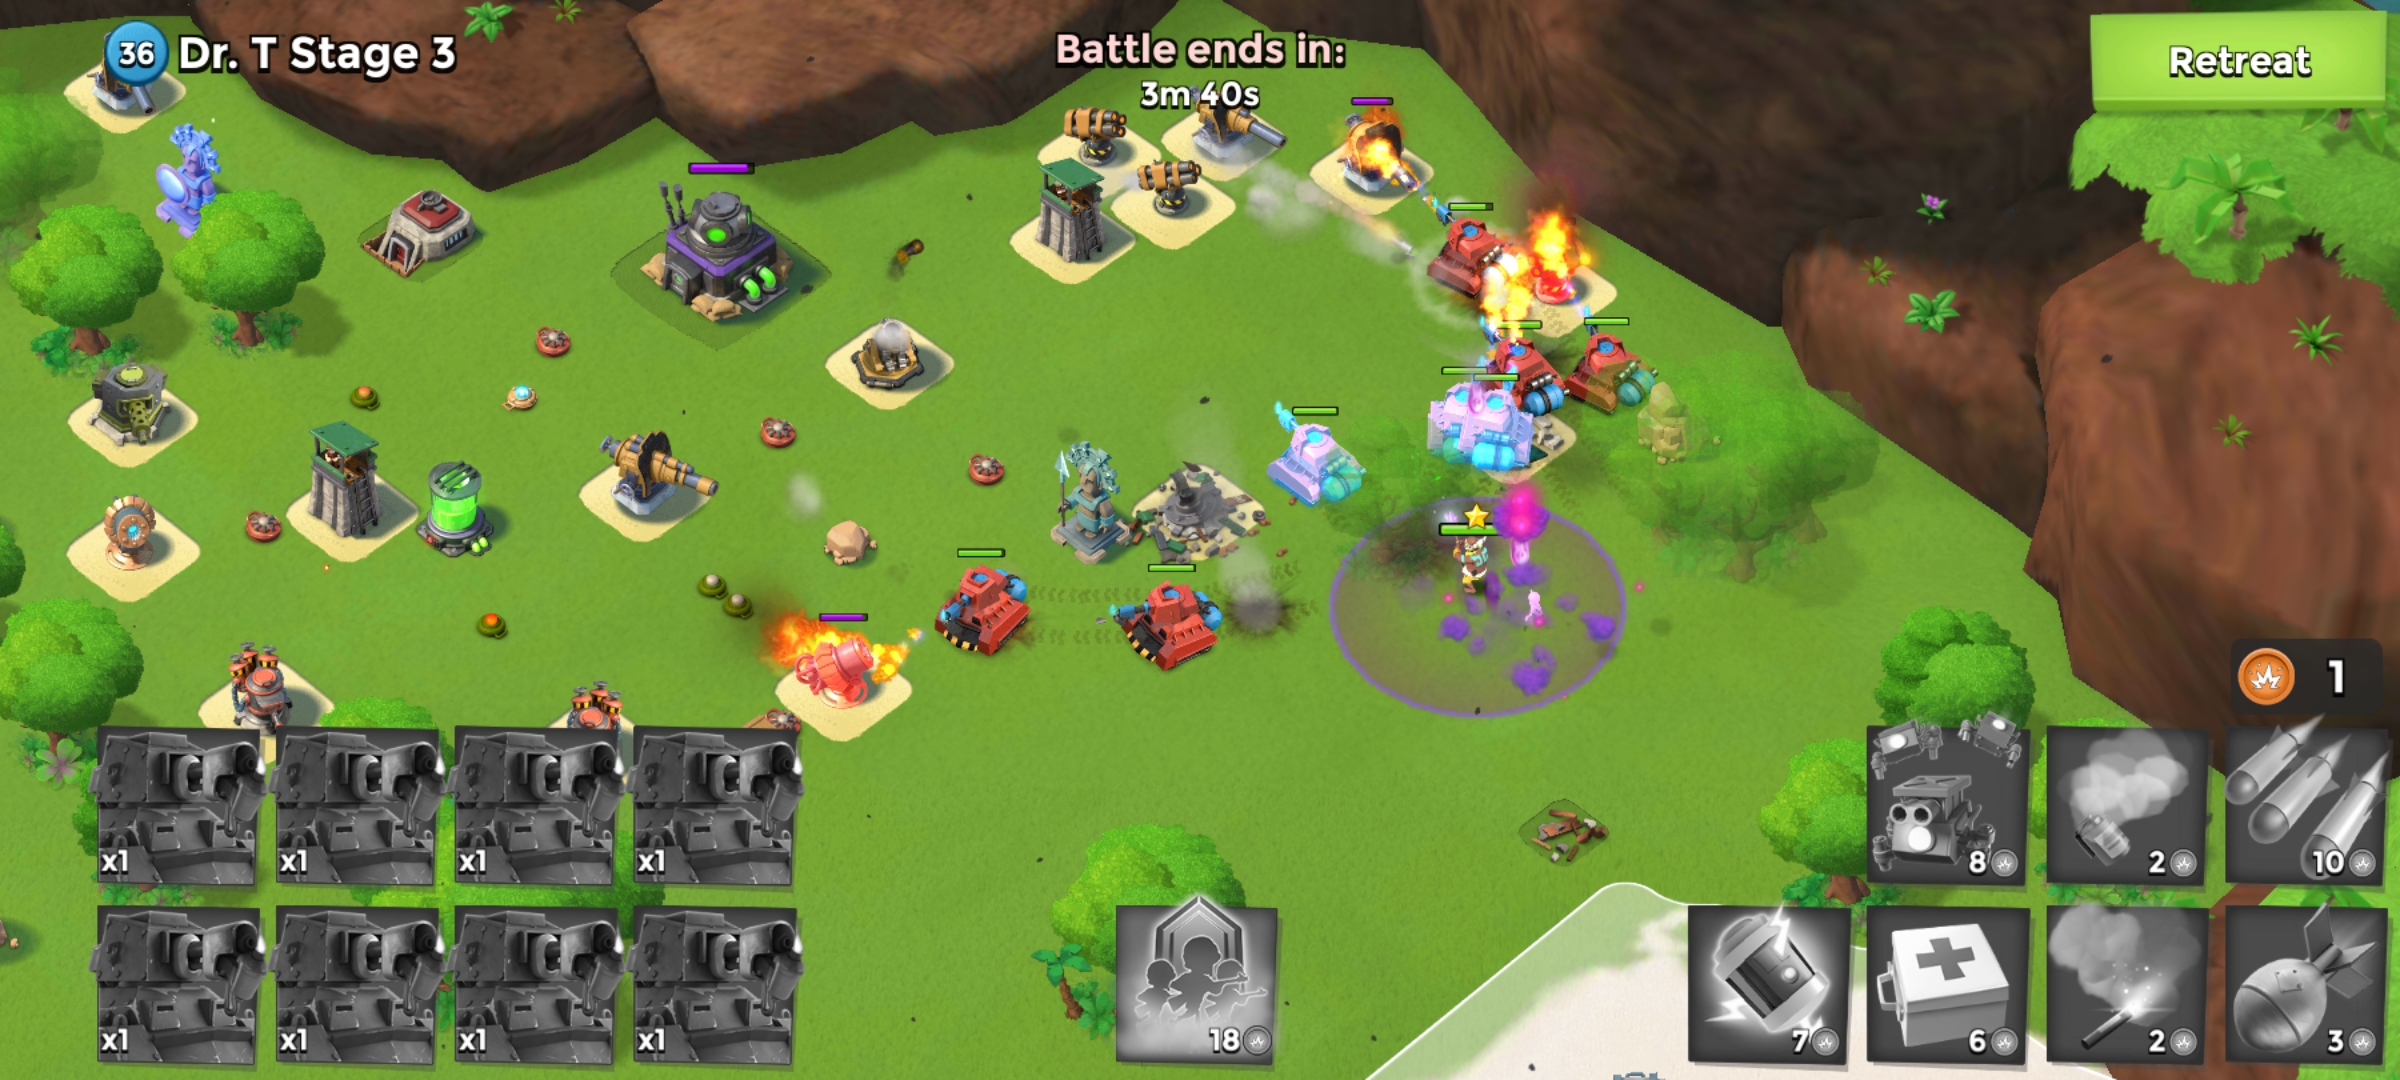 36 Dr. T Stage 3
Battle ends in:
3m 40s
Retreat
1
x1 x1 x1 x1
8 2 10
x1 x1 x1 x1
18
7 6 2 3